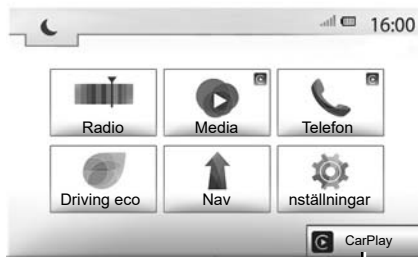 16:00
Radio Media Telefon
Driving eco Nav nställningar
CarPlay